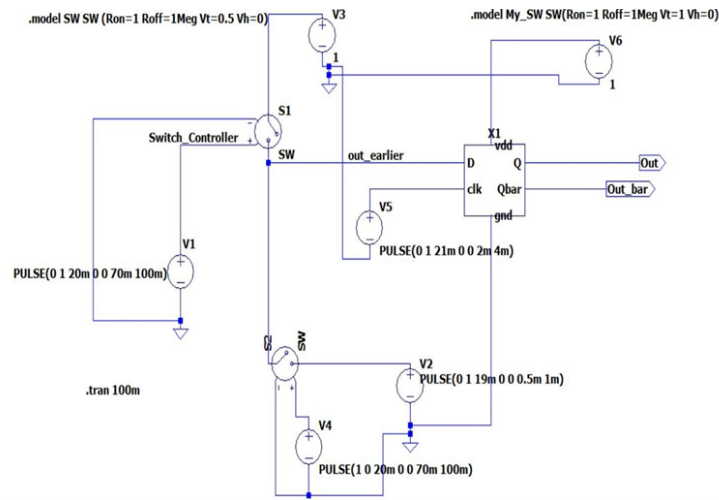 .model SW SW (Ron=1 Roff=1Meg Vt=0.5 Vh=0)
V3
1
.model My_SW SW(Ron=1 Roff=1Meg Vt=1 Vh=0)
V6
1
S1
Switch_Controller
SW
out_earlier
X1
vdd
D
Q
Out
clk
Qbar
Out_bar
gnd
V5
PULSE(0 1 21m 0 0 2m 4m)
V1
PULSE(0 1 20m 0 0 70m 100m)
S2
SW
V2
PULSE(0 1 19m 0 0 0.5m 1m)
.tran 100m
V4
PULSE(1 0 20m 0 0 70m 100m)